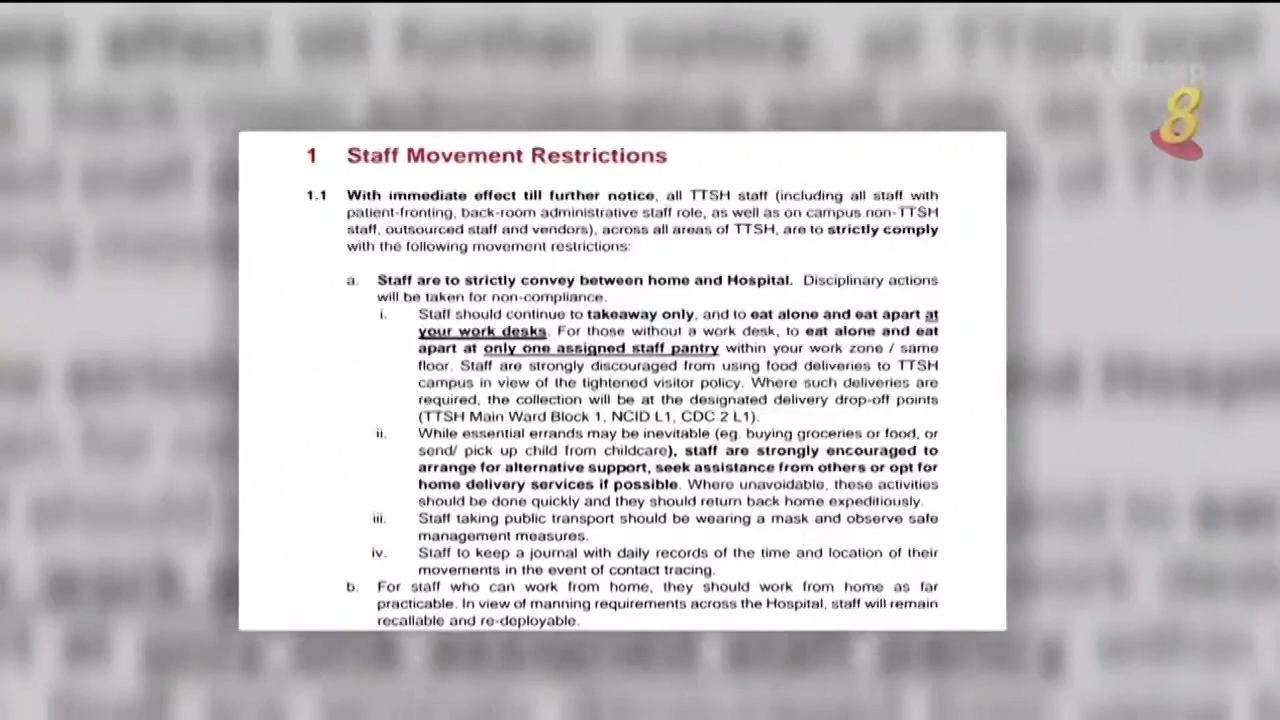 8
1 Staff Movement Restrictions
1.1 With immediate effect till further notice, all TTSH staff (including all staff with
patient-fronting, back-room administrative staff role, as well as on campus non-TTSH
staff, outsourced staff and vendors), across all areas of TTSH, are to strictly comply
with the following movement restrictions:
a. Staff are to strictly convey between home and Hospital. Disciplinary actions
will be taken for non-compliance.
i. Staff should continue to takeaway only, and to eat alone and eat apart at
your work desks. For those without a work desk, to eat alone and eat
apart at only one assigned staff pantry within your work zone / same
floor. Staff are strongly discouraged from using food deliveries to TTSH
campus in view of the tightened visitor policy. Where such deliveries are
required, the collection will be at the designated delivery drop-off points
(TTSH Main Ward Block 1, NCID L1, CDC 2 L1).
ii. While essential errands may be inevitable (eg. buying groceries or food, or
send/ pick up child from childcare), staff are strongly encouraged to
arrange for alternative support, seek assistance from others or opt for
home delivery services if possible. Where unavoidable, these activities
should be done quickly and they should return back home expeditiously.
iii. Staff taking public transport should be wearing a mask and observe safe
management measures.
iv. Staff to keep a journal with daily records of the time and location of their
movements in the event of contact tracing.
b. For staff who can work from home, they should work from home as far
practicable. In view of manning requirements across the Hospital, staff will remain
recallable and re-deployable.